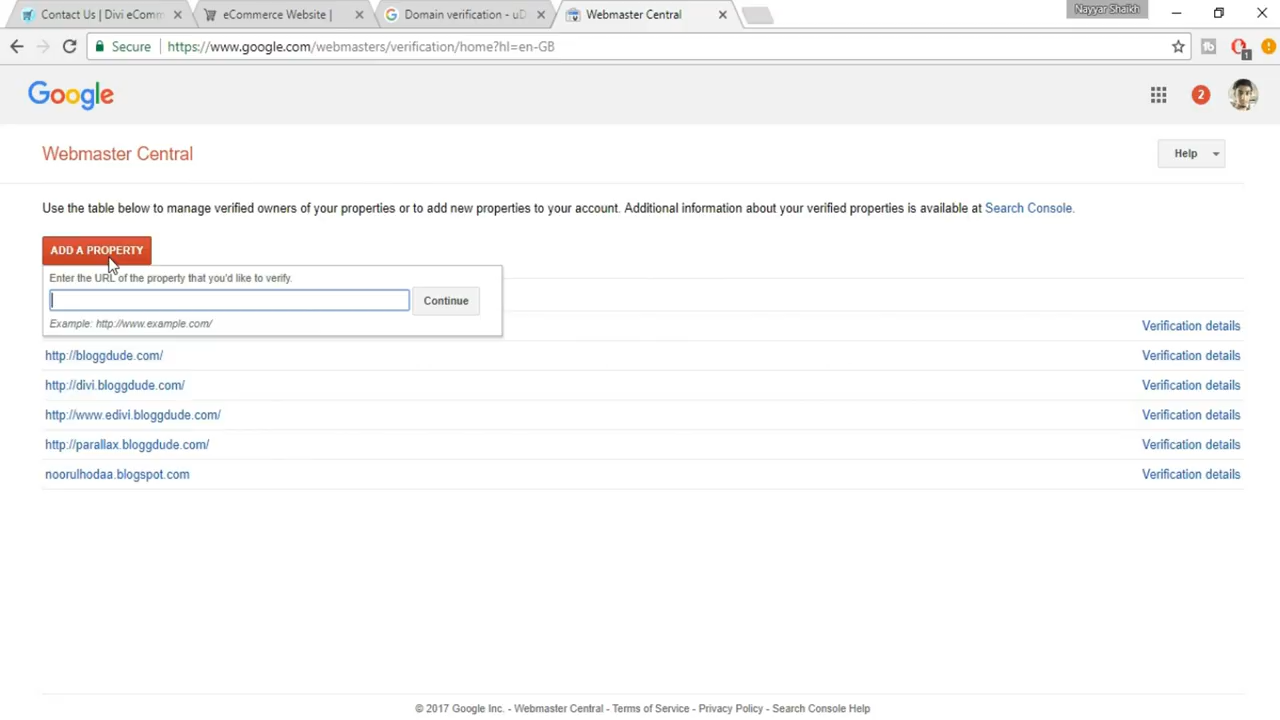 Contact Us | Divi eComm
eCommerce Website |
Domain verification - uD
Webmaster Central
Nayyar Shaikh
Secure
https://www.google.com/webmasters/verification/home?hl=en-GB
1
Google
2
Webmaster Central
Help
Use the table below to manage verified owners of your properties or to add new properties to your account. Additional information about your verified properties is available at Search Console.
ADD A PROPERTY
Enter the URL of the property that you'd like to verify.
Continue
Example: http://www.example.com/
Verification details
http://bloggdude.com/ Verification details
http://divi.bloggdude.com/ Verification details
http://www.edivi.bloggdude.com/ Verification details
http://parallax.bloggdude.com/ Verification details
noorulhodaa.blogspot.com Verification details
© 2017 Google Inc. - Webmaster Central - Terms of Service - Privacy Policy - Search Console Help